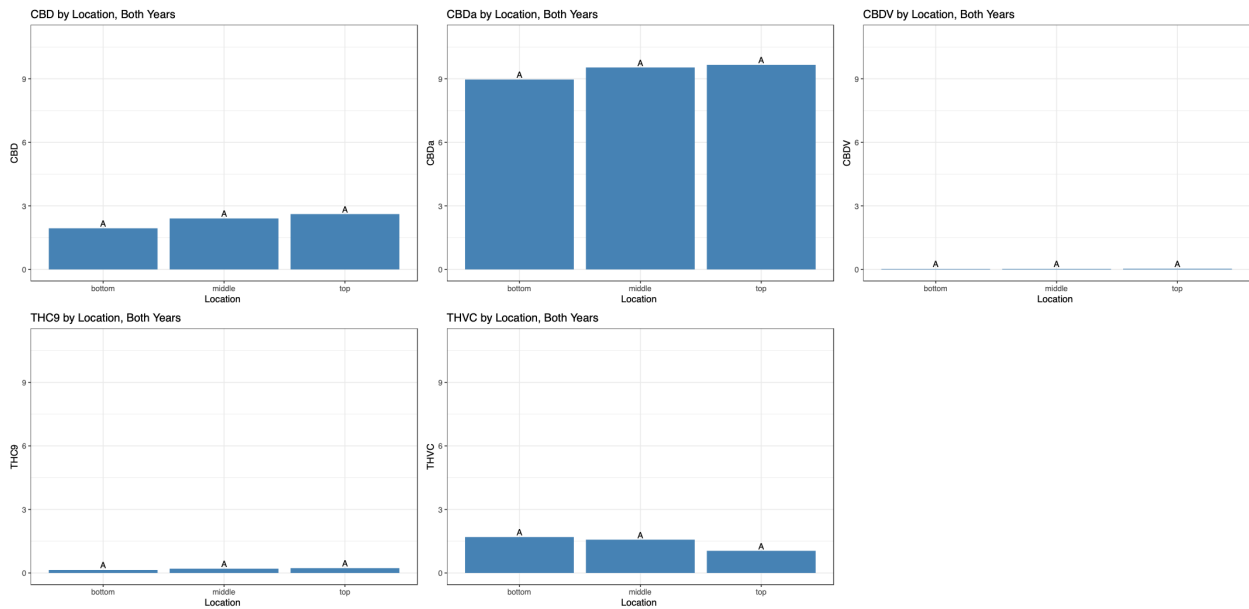 CBD by Location, Both Years
9
6
3
0
CBD
A
A
A
bottom
middle
top
Location
CBDa by Location, Both Years
9
6
3
0
CBDa
A
A
A
bottom
middle
top
Location
CBDV by Location, Both Years
9
6
3
0
CBDV
A
A
A
bottom
middle
top
Location
THC9 by Location, Both Years
9
6
3
0
THC9
A
A
A
bottom
middle
top
Location
THVC by Location, Both Years
9
6
3
0
THVC
A
A
A
bottom
middle
top
Location